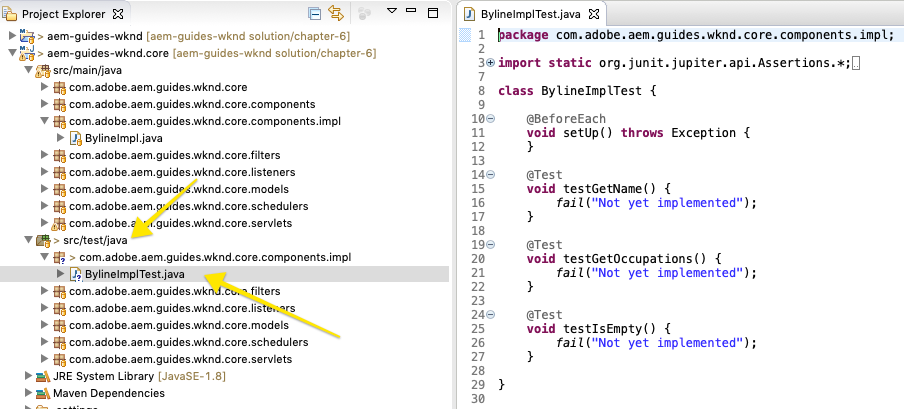 Project Explorer
> aem-guides-wknd [aem-guides-wknd solution/chapter-6]
> aem-guides-wknd.core [aem-guides-wknd solution/chapter-6]
src/main/java
com.adobe.aem.guides.wknd.core
com.adobe.aem.guides.wknd.core.components
com.adobe.aem.guides.wknd.core.components.impl
BylineImpl.java
com.adobe.aem.guides.wknd.core.filters
com.adobe.aem.guides.wknd.core.listeners
com.adobe.aem.guides.wknd.core.models
com.adobe.aem.guides.wknd.core.schedulers
com.adobe.aem.guides.wknd.core.servlets
> src/test/java
> com.adobe.aem.guides.wknd.core.components.impl
BylineImplTest.java
com.adobe.aem.guides.wknd.core.filters
com.adobe.aem.guides.wknd.core.listeners
com.adobe.aem.guides.wknd.core.models
com.adobe.aem.guides.wknd.core.schedulers
com.adobe.aem.guides.wknd.core.servlets
JRE System Library [JavaSE-1.8]
Maven Dependencies
BylineImplTest.java
1 package com.adobe.aem.guides.wknd.core.components.impl;
2
3 import static org.junit.jupiter.api.Assertions.*;
8 class BylineImplTest {
9
10 @BeforeEach
11 void setUp() throws Exception {
12 }
13
14 @Test
15 void testGetName() {
16 fail("Not yet implemented");
17 }
18
19 @Test
20 void testGetOccupations() {
21 fail("Not yet implemented");
22 }
23
24 @Test
25 void testIsEmpty() {
26 fail("Not yet implemented");
27 }
28
29 }
30